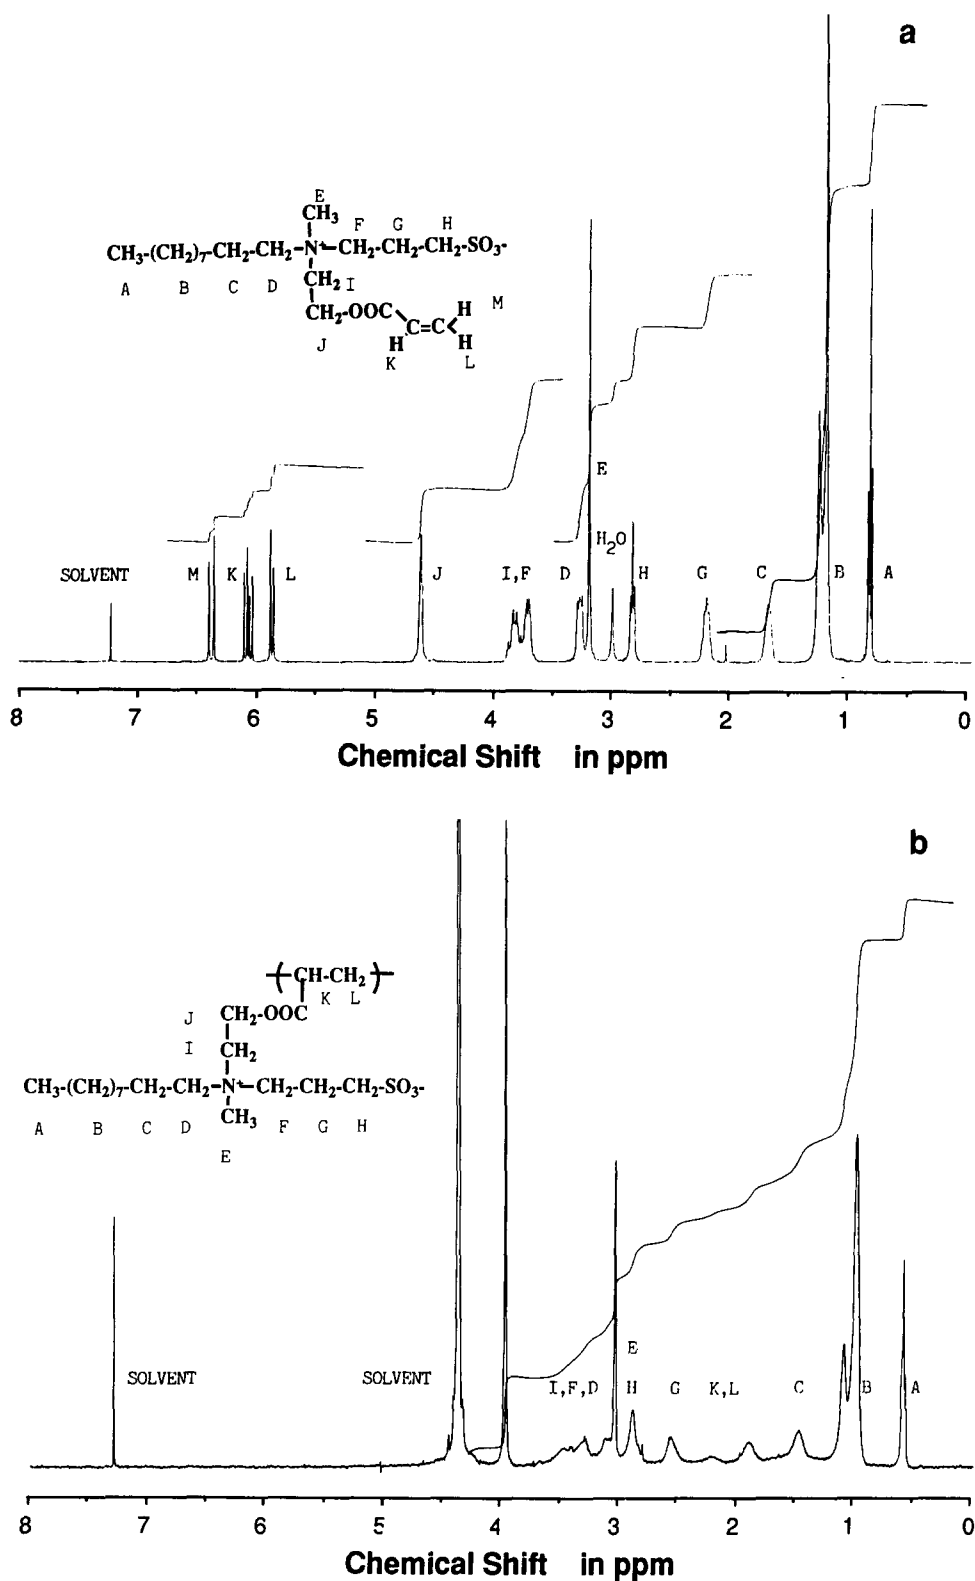 a
E
CH3 F G H
CH3-(CH2)7-CH2-CH2-N+-CH2-CH2-CH2-SO3-
A B C D CH2 I
CH2-OOC H M
C=C<
J H H
K L
E
H2O
SOLVENT M K L J I,F D H G C B A
8 7 6 5 4 3 2 1 0
Chemical Shift in ppm
b
(CH-CH2)
K L
J CH2-OOC
I CH2
CH3-(CH2)7-CH2-CH2-N+-CH2-CH2-CH2-SO3-
A B C D CH3 F G H
E
E
SOLVENT SOLVENT I,F,D H G K,L C B A
8 7 6 5 4 3 2 1 0
Chemical Shift in ppm